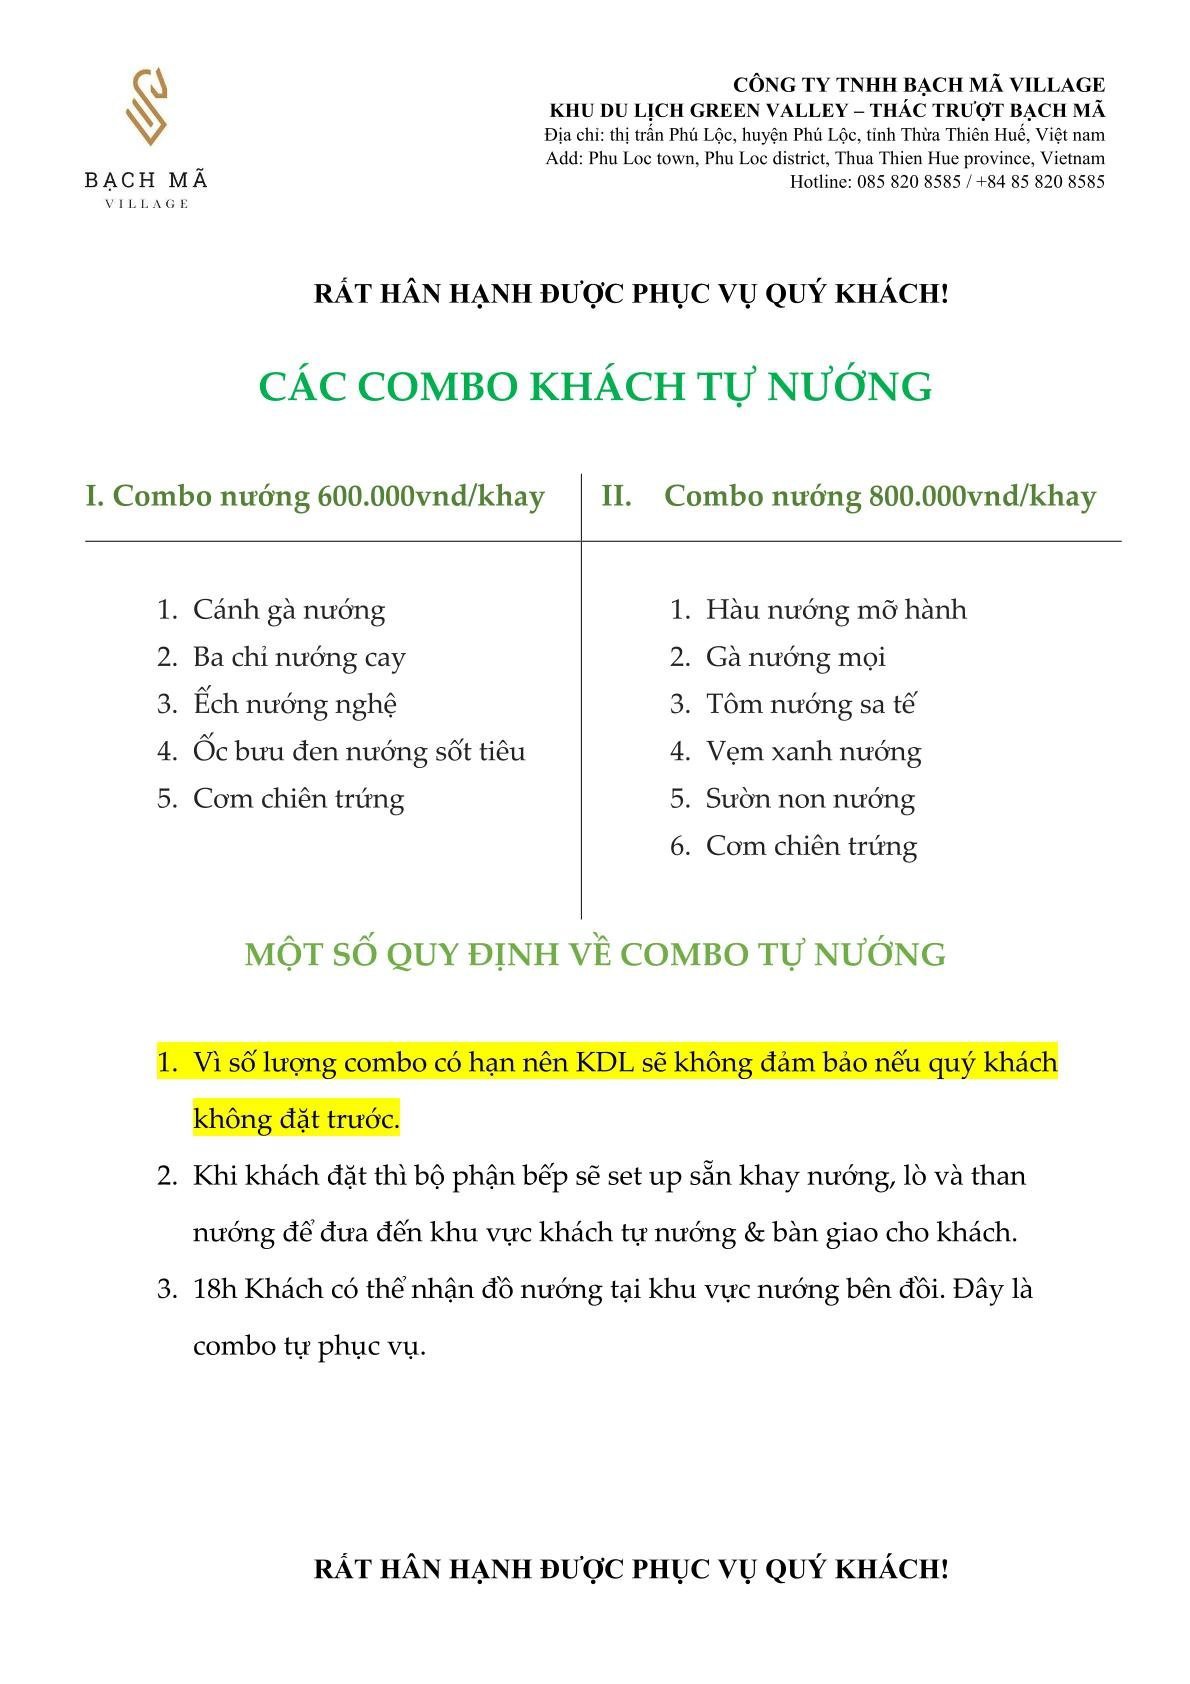 BẠCH MÃ
VILLAGE
CÔNG TY TNHH BẠCH MÃ VILLAGE
KHU DU LỊCH GREEN VALLEY – THÁC TRƯỢT BẠCH MÃ
Địa chỉ: thị trấn Phú Lộc, huyện Phú Lộc, tỉnh Thừa Thiên Huế, Việt nam
Add: Phu Loc town, Phu Loc district, Thua Thien Hue province, Vietnam
Hotline: 085 820 8585 / +84 85 820 8585
RẤT HÂN HẠNH ĐƯỢC PHỤC VỤ QUÝ KHÁCH!
CÁC COMBO KHÁCH TỰ NƯỚNG
I. Combo nướng 600.000vnd/khay
1. Cánh gà nướng
2. Ba chỉ nướng cay
3. Ếch nướng nghệ
4. Ốc bưu đen nướng sốt tiêu
5. Cơm chiên trứng
II. Combo nướng 800.000vnd/khay
1. Hàu nướng mỡ hành
2. Gà nướng mọi
3. Tôm nướng sa tế
4. Vẹm xanh nướng
5. Sườn non nướng
6. Cơm chiên trứng
MỘT SỐ QUY ĐỊNH VỀ COMBO TỰ NƯỚNG
1. Vì số lượng combo có hạn nên KDL sẽ không đảm bảo nếu quý khách
không đặt trước.
2. Khi khách đặt thì bộ phận bếp sẽ set up sẵn khay nướng, lò và than
nướng để đưa đến khu vực khách tự nướng & bàn giao cho khách.
3. 18h Khách có thể nhận đồ nướng tại khu vực nướng bên đồi. Đây là
combo tự phục vụ.
RẤT HÂN HẠNH ĐƯỢC PHỤC VỤ QUÝ KHÁCH!